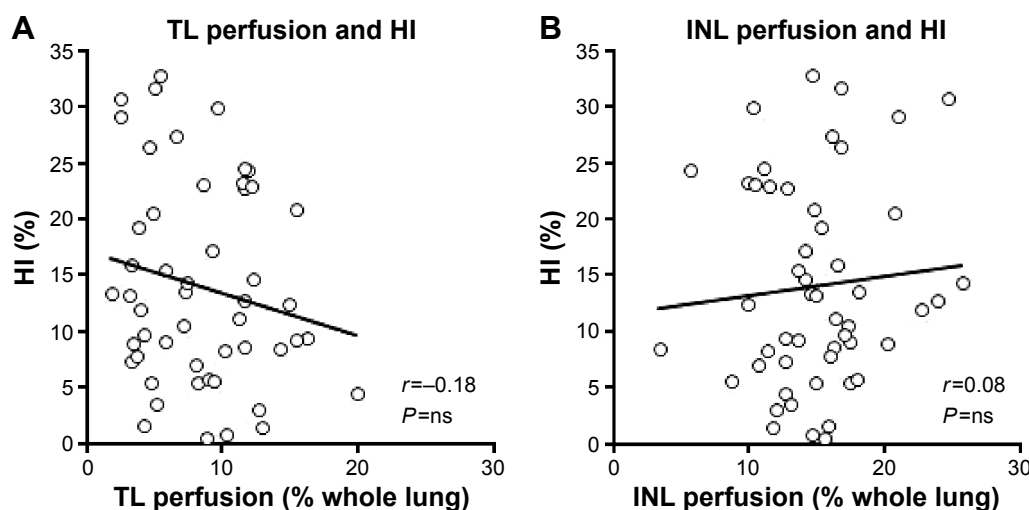 A
TL perfusion and HI
35
30
25
20
15
10
5
0
HI (%)
0
10
20
30
TL perfusion (% whole lung)
r=–0.18
P=ns
B
INL perfusion and HI
35
30
25
20
15
10
5
0
HI (%)
0
10
20
30
INL perfusion (% whole lung)
r=0.08
P=ns